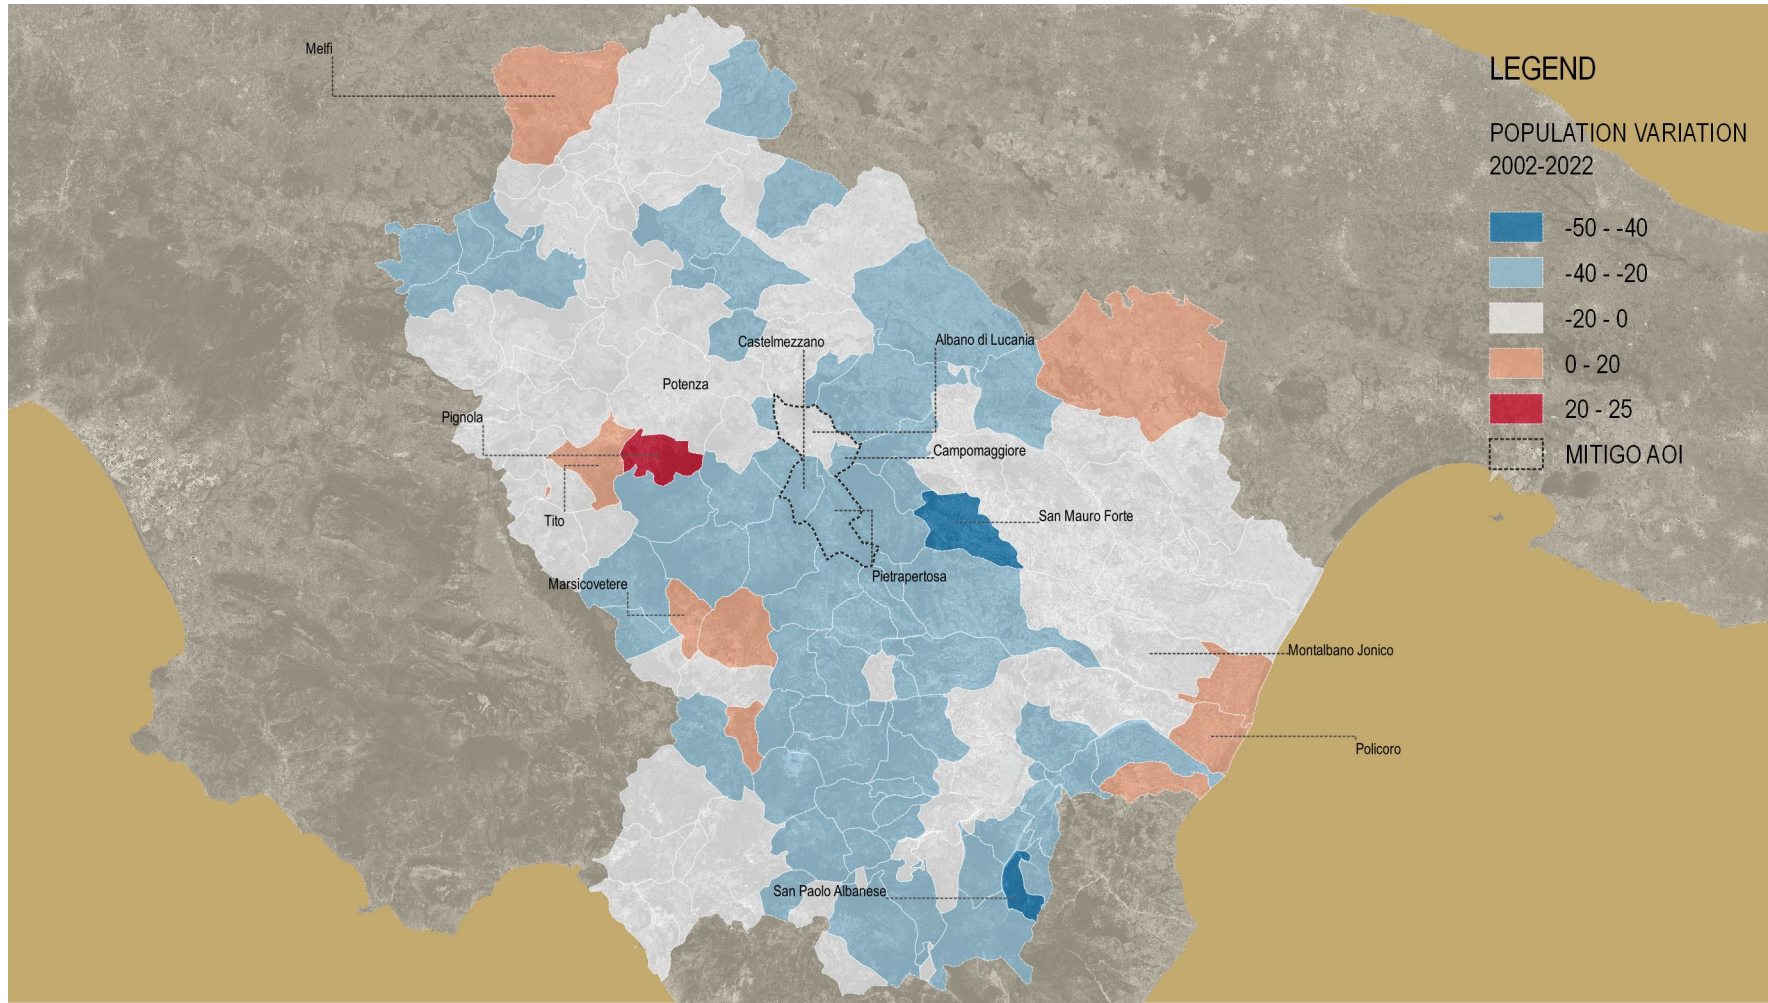 Melfi
LEGEND
POPULATION VARIATION
2002-2022
-50 - -40
-40 - -20
-20 - 0
0 - 20
20 - 25
MITIGO AOI
Castelmezzano
Albano di Lucania
Potenza
Pignola
Campomaggiore
Tito
San Mauro Forte
Pietrapertosa
Marsicovetere
Montalbano Jonico
Policoro
San Paolo Albanese